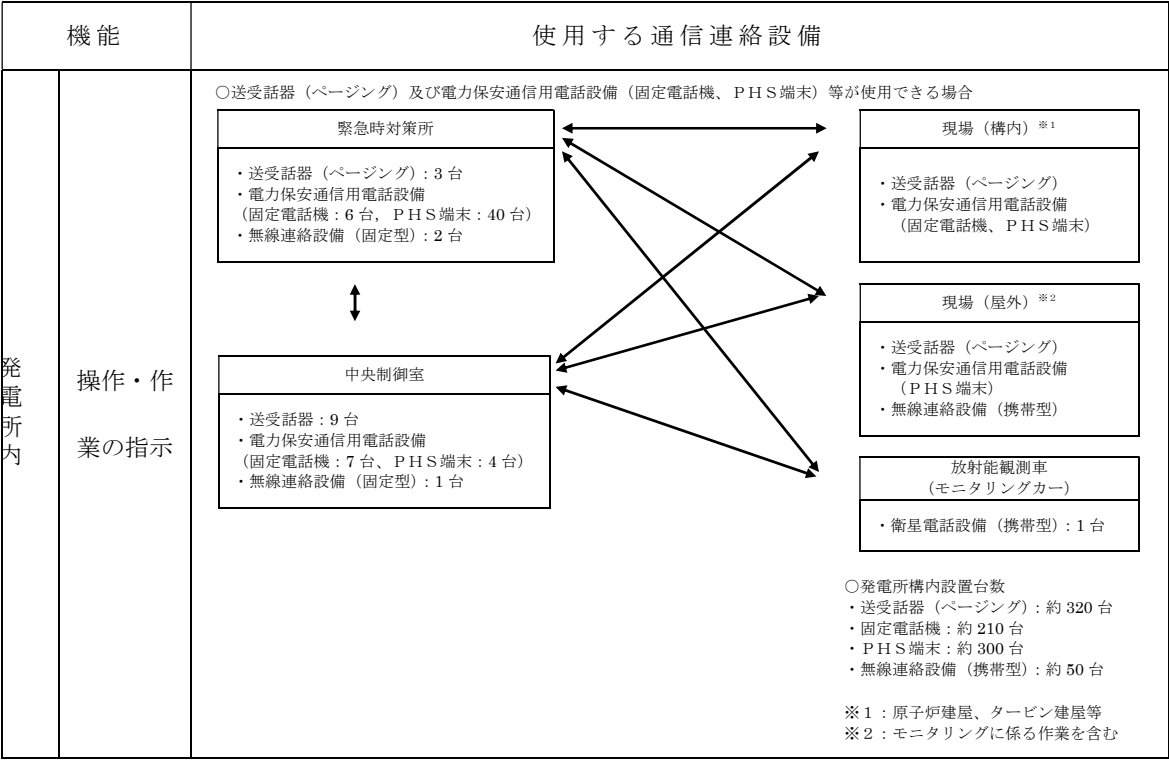 機能
使用する通信連絡設備
発電所内
操作・作
業の指示
○送受話器（ページング）及び電力保安通信用電話設備（固定電話機、ＰＨＳ端末）等が使用できる場合
緊急時対策所
・送受話器（ページング）：3 台
・電力保安通信用電話設備
（固定電話機：6 台，ＰＨＳ端末：40 台）
・無線連絡設備（固定型）：2 台
中央制御室
・送受話器：9 台
・電力保安通信用電話設備
（固定電話機：7 台、ＰＨＳ端末：4 台）
・無線連絡設備（固定型）：1 台
現場（構内）※1
・送受話器（ページング）
・電力保安通信用電話設備
（固定電話機、ＰＨＳ端末）
現場（屋外）※2
・送受話器（ページング）
・電力保安通信用電話設備
（ＰＨＳ端末）
・無線連絡設備（携帯型）
放射能観測車
（モニタリングカー）
・衛星電話設備（携帯型）：1 台
○発電所構内設置台数
・送受話器（ページング）：約 320 台
・固定電話機：約 210 台
・ＰＨＳ端末：約 300 台
・無線連絡設備（携帯型）：約 50 台
※１：原子炉建屋、タービン建屋等
※２：モニタリングに係る作業を含む